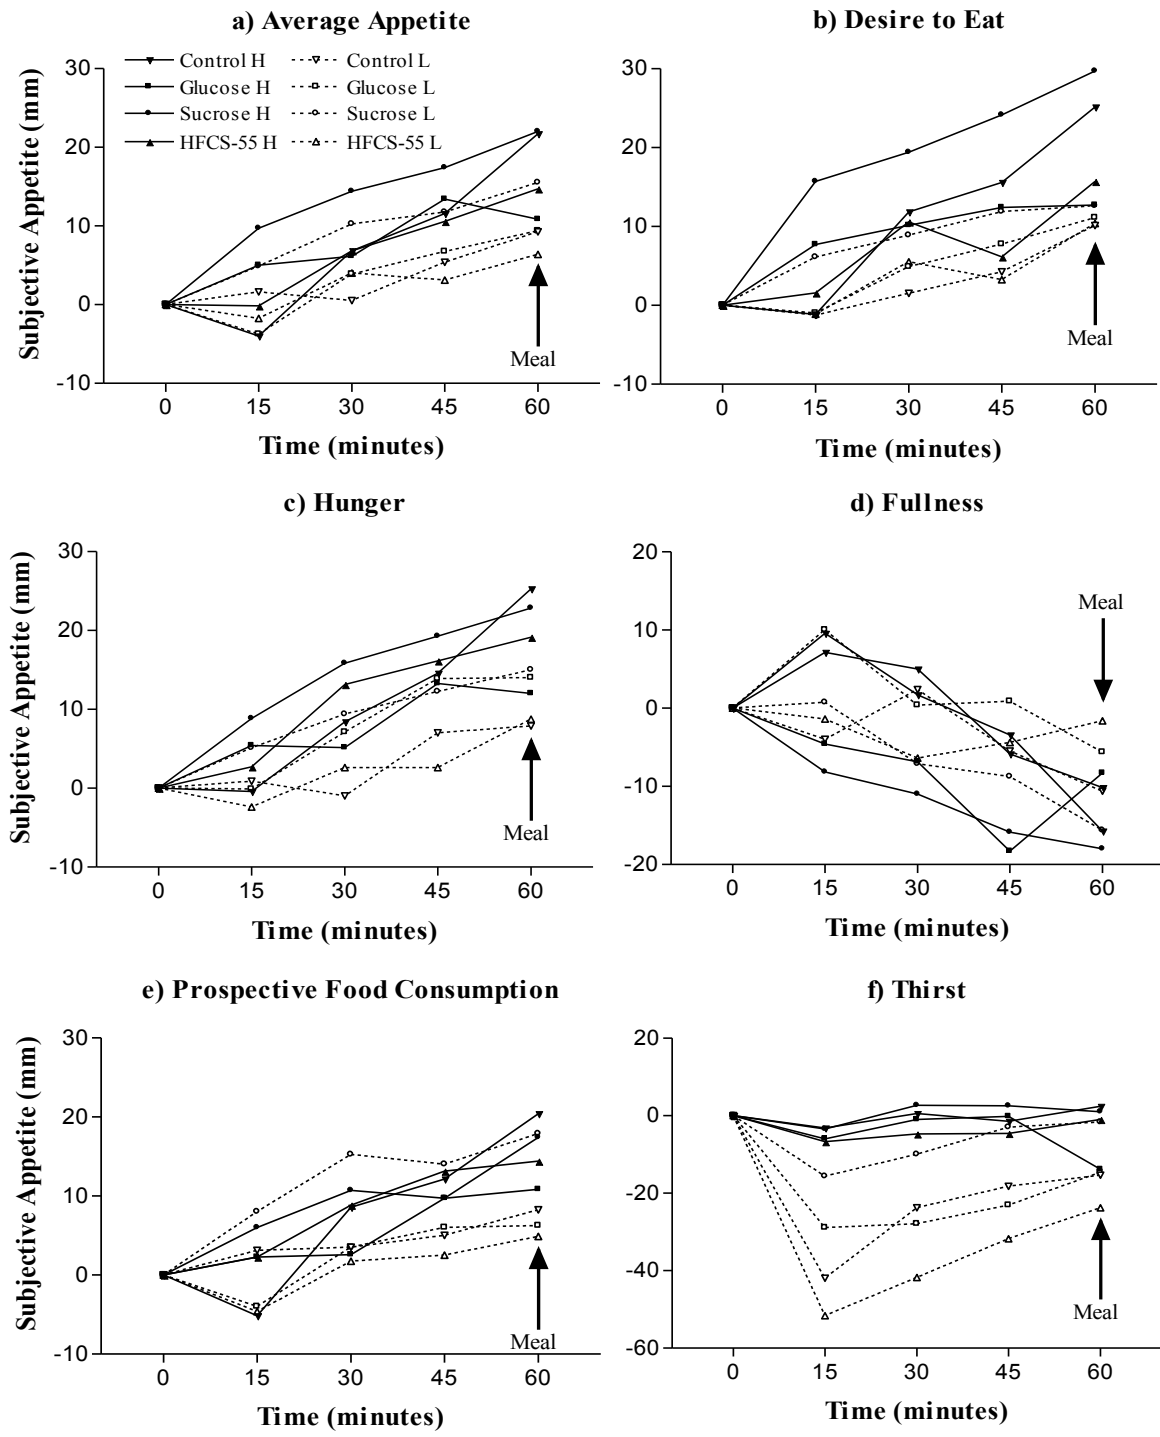 a) Average Appetite
b) Desire to Eat
Control H Control L
Glucose H Glucose L
Sucrose H Sucrose L
HFCS-55 H HFCS-55 L
Subjective Appetite (mm)
30
20
10
0
-10
Meal
0 15 30 45 60
Time (minutes)
30
20
10
0
-10
Meal
0 15 30 45 60
Time (minutes)
c) Hunger
d) Fullness
Subjective Appetite (mm)
30
20
10
0
-10
Meal
0 15 30 45 60
Time (minutes)
20
10
0
-10
-20
Meal
0 15 30 45 60
Time (minutes)
e) Prospective Food Consumption
f) Thirst
Subjective Appetite (mm)
30
20
10
0
-10
Meal
0 15 30 45 60
Time (minutes)
20
0
-20
-40
-60
Meal
0 15 30 45 60
Time (minutes)